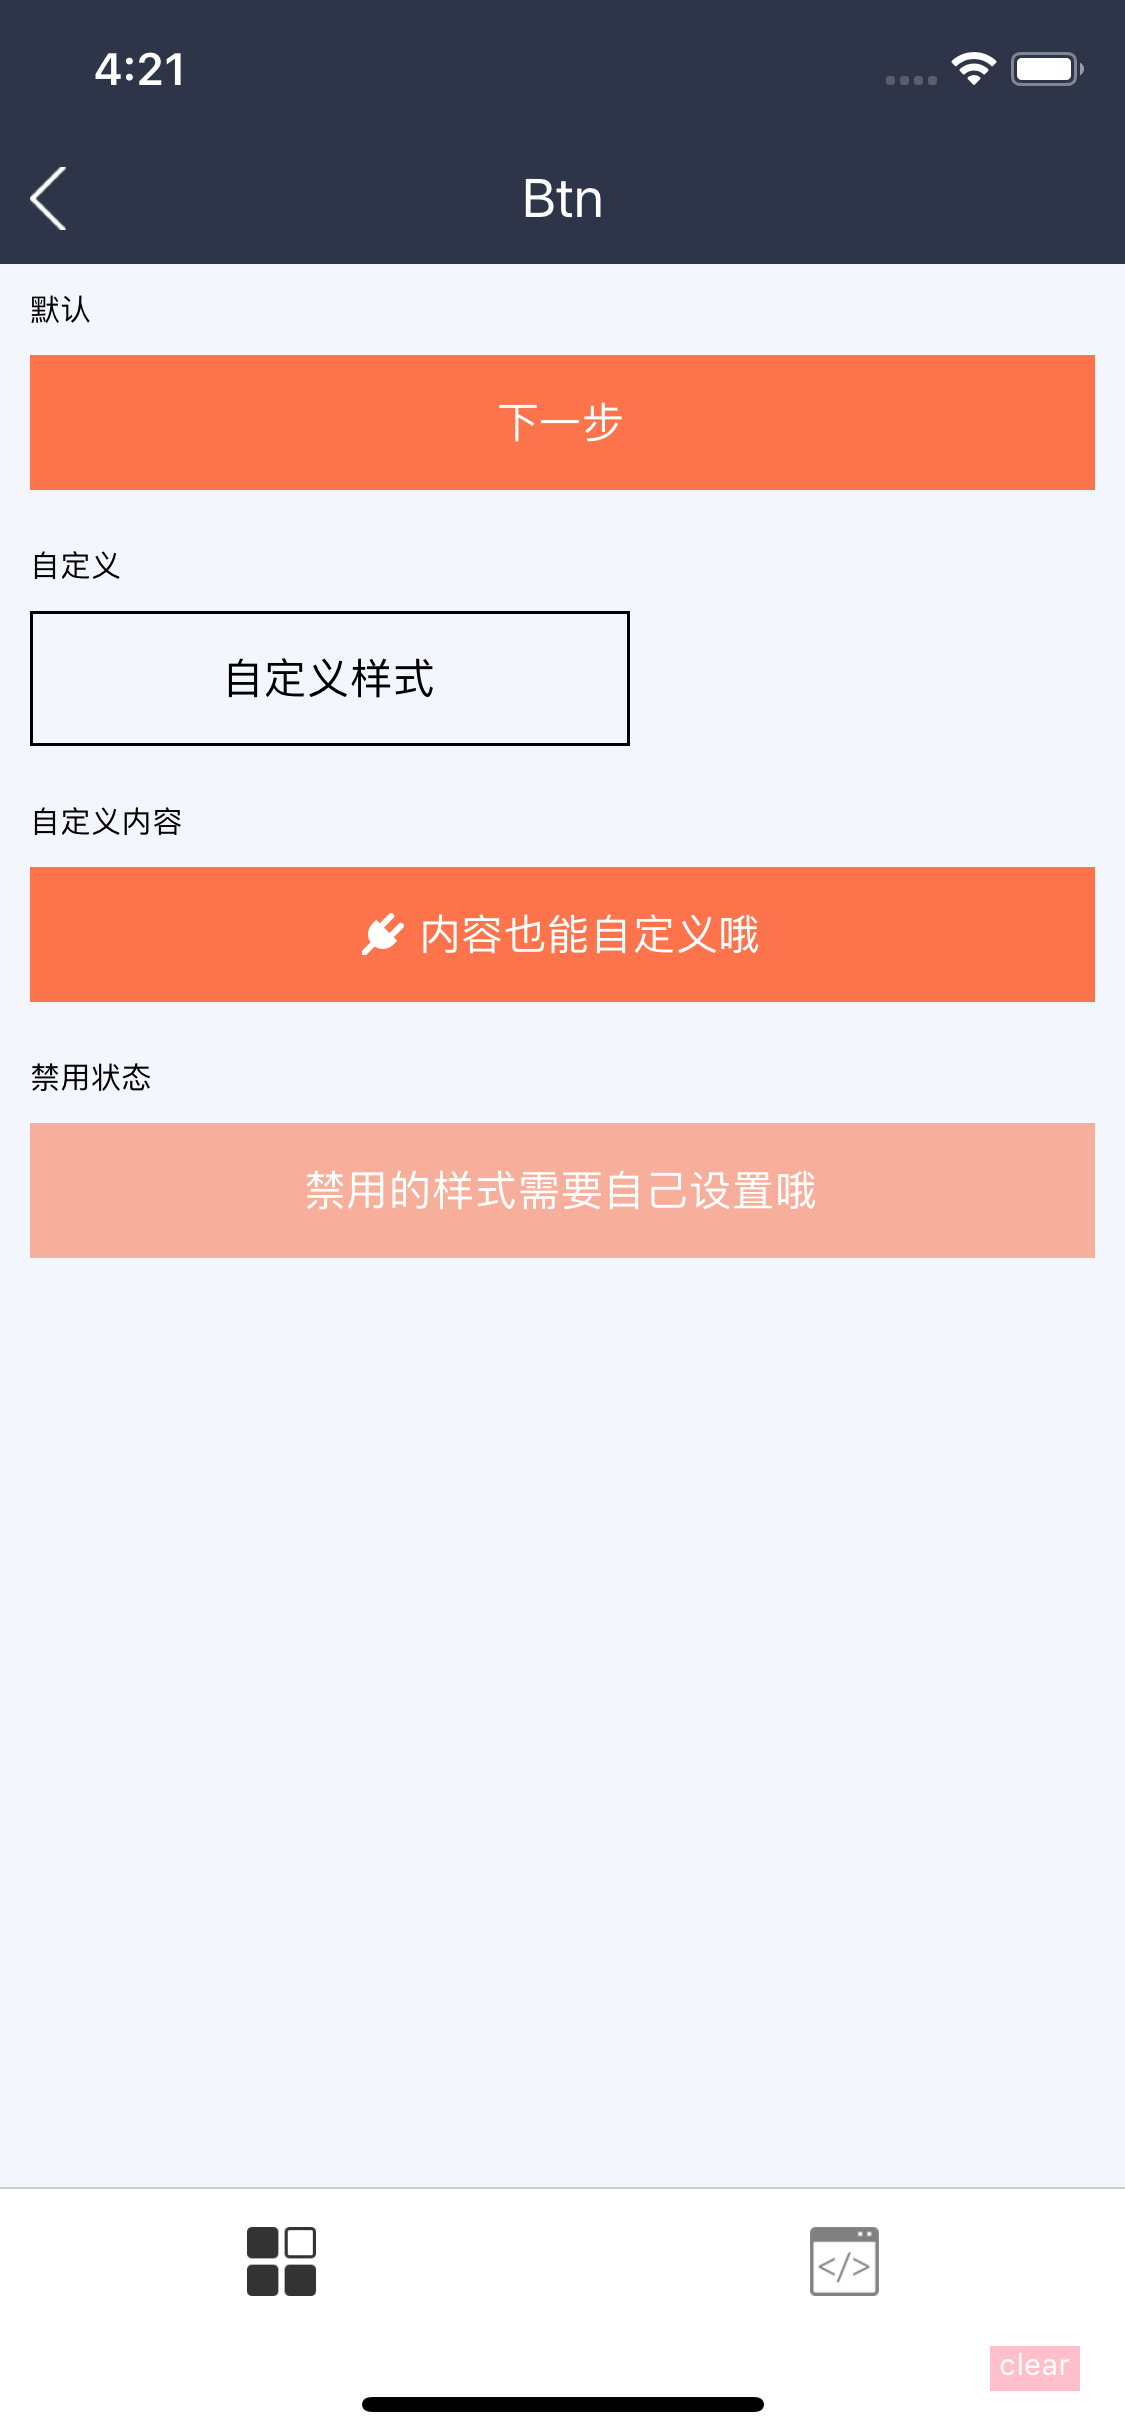 4:21
Btn
默认
下一步
自定义
自定义样式
自定义内容
内容也能自定义哦
禁用状态
禁用的样式需要自己设置哦
</>
clear